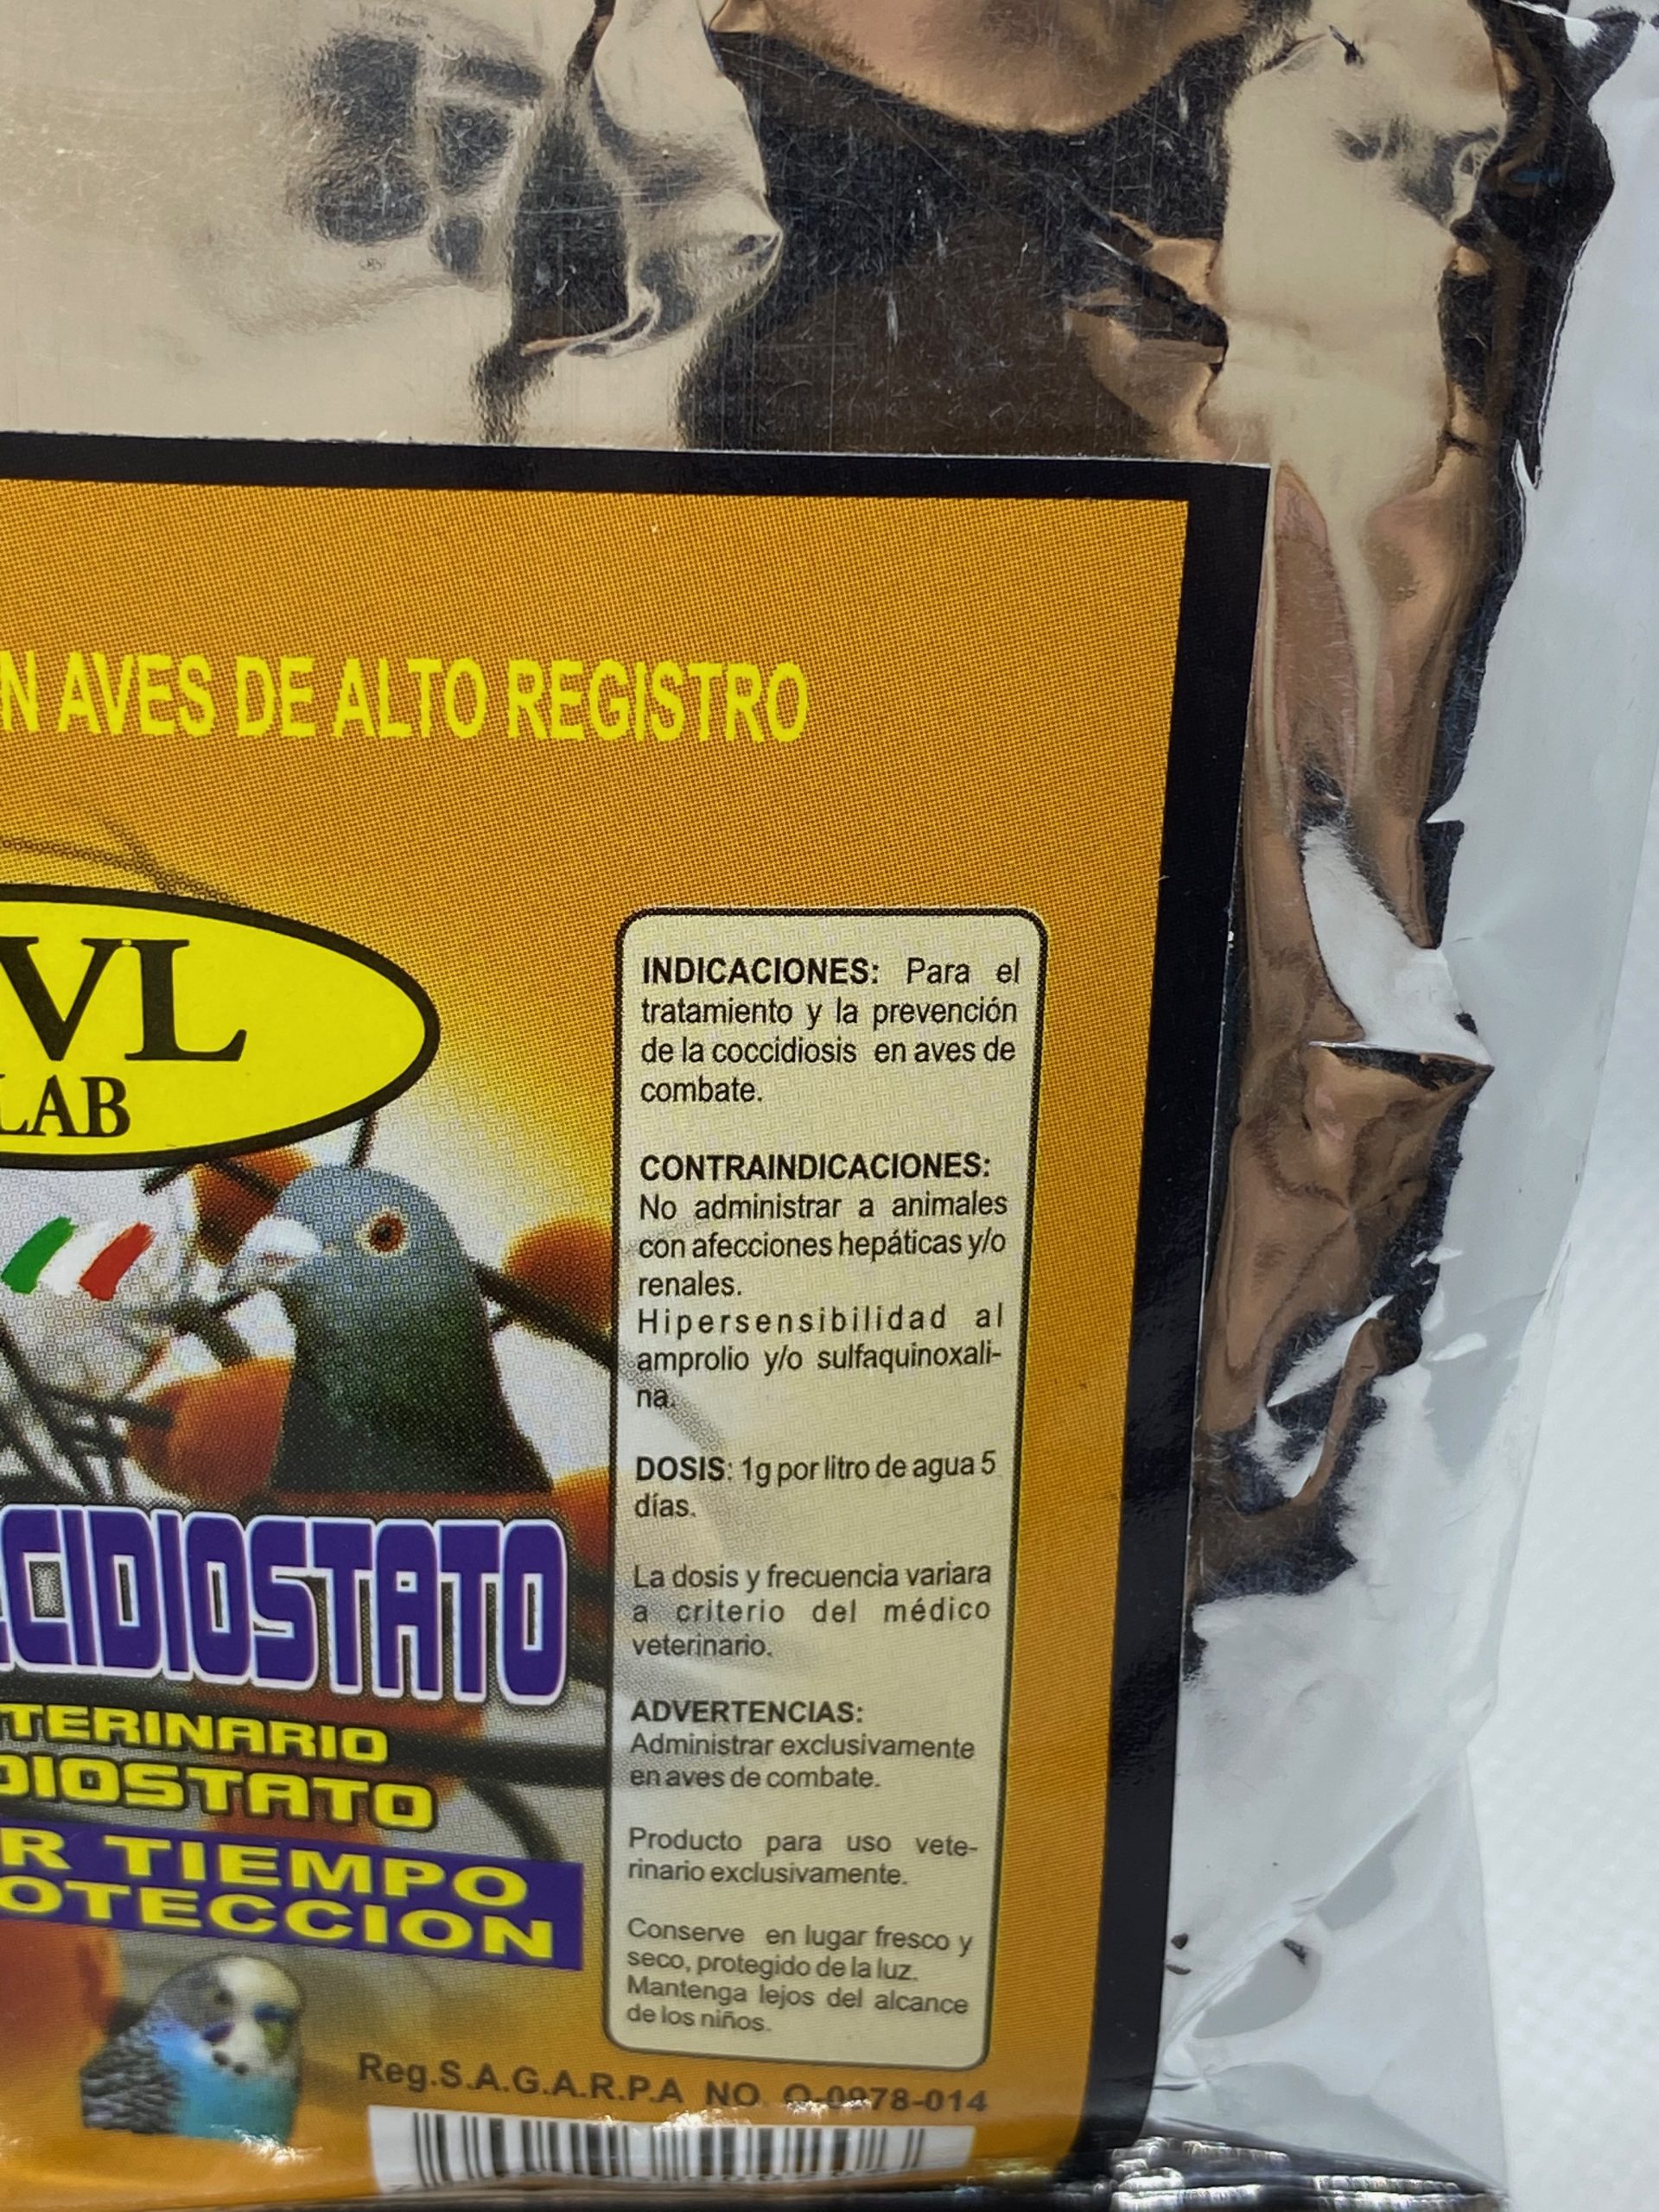 N AVES DE ALTO REGISTRO
VL
LAB
INDICACIONES: Para el
tratamiento y la prevención
de la coccidiosis en aves de
combate.
CONTRAINDICACIONES:
No administrar a animales
con afecciones hepáticas y/o
renales.
Hipersensibilidad al
amprolio y/o sulfaquinoxali-
na.
DOSIS: 1g por litro de agua 5
días.
La dosis y frecuencia variara
a criterio del médico
veterinario.
ADVERTENCIAS:
Administrar exclusivamente
en aves de combate.
Producto para uso vete-
rinario exclusivamente.
Conserve en lugar fresco y
seco, protegido de la luz.
Mantenga lejos del alcance
de los niños.
CIDIOSTATO
TERINARIO
DIOSTATO
R TIEMPO
OTECCION
Reg.S.A.G.A.R.P.A NO. Q-0978-014